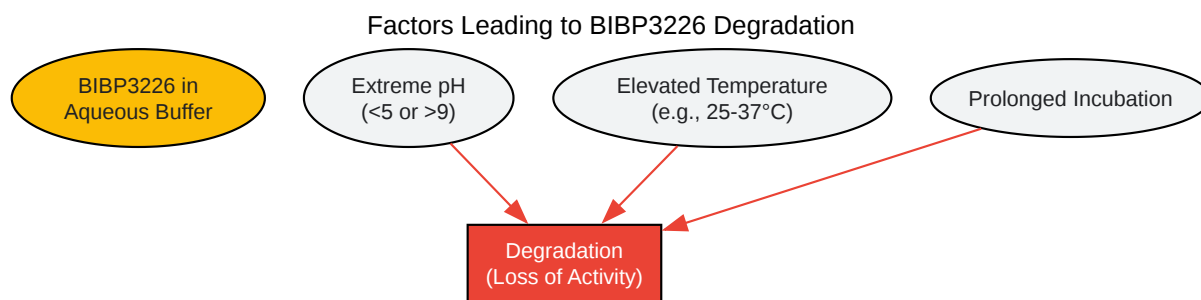 Factors Leading to BIBP3226 Degradation
BIBP3226 in
Aqueous Buffer
Extreme pH
(<5 or >9)
Elevated Temperature
(e.g., 25-37°C)
Prolonged Incubation
Degradation
(Loss of Activity)